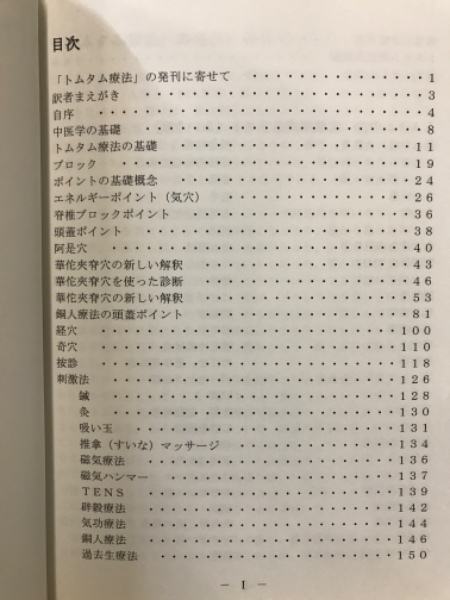 目次
「トムタム療法」の発刊に寄せて ・・・・・・・・・・・・・・・ 1
訳者まえがき ・・・・・・・・・・・・・・・・・・・・・・ 3
自序 ・・・・・・・・・・・・・・・・・・・・・・・・・ 4
中医学の基礎 ・・・・・・・・・・・・・・・・・・・・・・ 8
トムタム療法の基礎 ・・・・・・・・・・・・・・・・・・・ 11
ブロック ・・・・・・・・・・・・・・・・・・・・・・・ 19
ポイントの基礎概念 ・・・・・・・・・・・・・・・・・・・ 24
エネルギーポイント（気穴） ・・・・・・・・・・・・・・・・ 26
脊椎ブロックポイント ・・・・・・・・・・・・・・・・・・ 36
頭蓋ポイント ・・・・・・・・・・・・・・・・・・・・・ 38
阿是穴 ・・・・・・・・・・・・・・・・・・・・・・・・ 40
華佗夾脊穴の新しい解釈 ・・・・・・・・・・・・・・・・・ 43
華佗夾脊穴を使った診断 ・・・・・・・・・・・・・・・・・ 46
華佗夾脊穴の新しい解釈 ・・・・・・・・・・・・・・・・・ 53
銅人療法の頭蓋ポイント ・・・・・・・・・・・・・・・・・ 81
経穴 ・・・・・・・・・・・・・・・・・・・・・・・・ 100
奇穴 ・・・・・・・・・・・・・・・・・・・・・・・・ 110
按診 ・・・・・・・・・・・・・・・・・・・・・・・・ 118
刺激法 ・・・・・・・・・・・・・・・・・・・・・・・ 126
鍼 ・・・・・・・・・・・・・・・・・・・・・・・ 128
灸 ・・・・・・・・・・・・・・・・・・・・・・・ 130
吸い玉 ・・・・・・・・・・・・・・・・・・・・・ 131
推拿（すいな）マッサージ ・・・・・・・・・・・・・ 134
磁気療法 ・・・・・・・・・・・・・・・・・・・・ 136
磁気ハンマー ・・・・・・・・・・・・・・・・・・ 137
ＴＥＮＳ ・・・・・・・・・・・・・・・・・・・・ 139
療法 ・・・・・・・・・・・・・・・・・・・・ 142
気功療法 ・・・・・・・・・・・・・・・・・・・・ 144
銅人療法 ・・・・・・・・・・・・・・・・・・・・ 146
過去生療法 ・・・・・・・・・・・・・・・・・・・ 150
－ I －